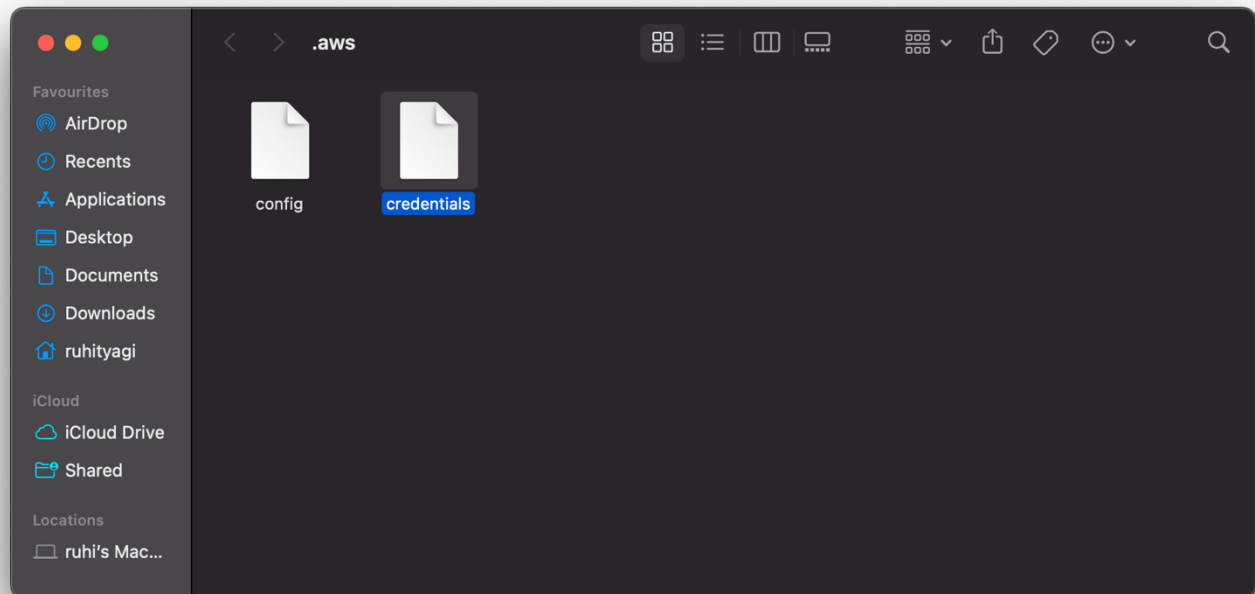 .aws
Favourites
AirDrop
Recents
Applications
Desktop
Documents
Downloads
ruhityagi
iCloud
iCloud Drive
Shared
Locations
ruhi's Mac...
config
credentials